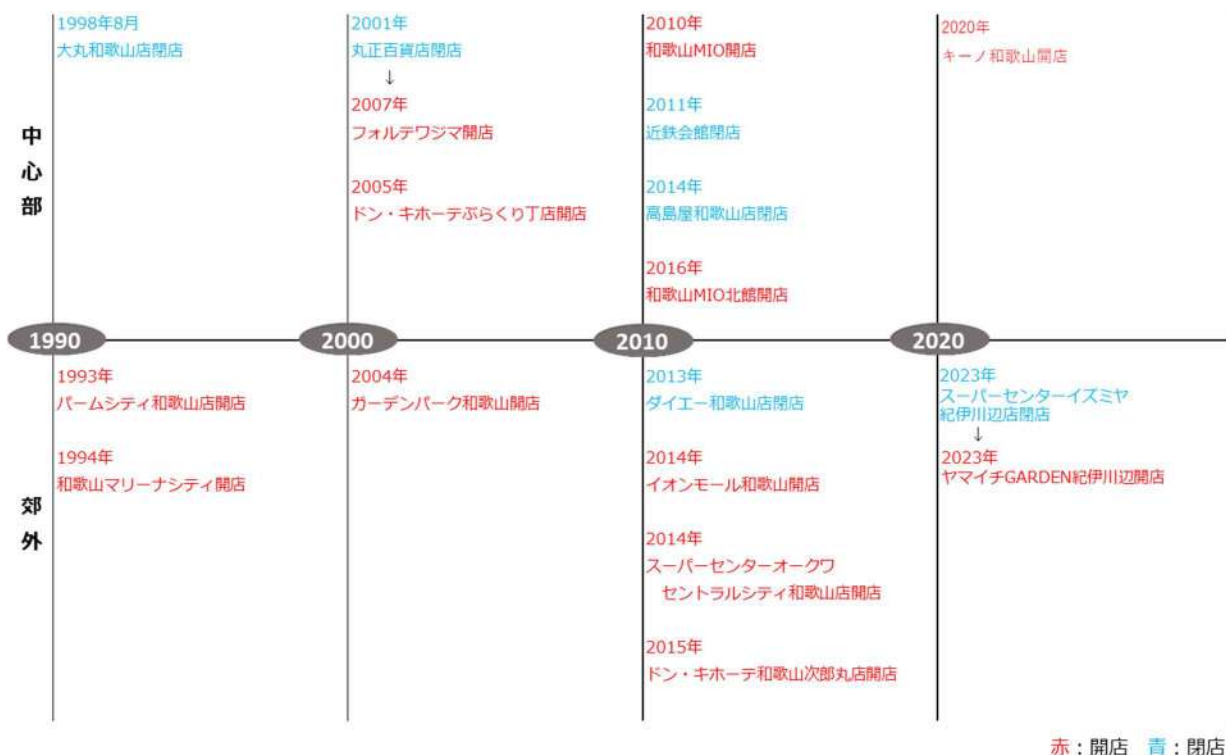 中心部
1998年8月
大丸和歌山店閉店
2001年
丸正百貨店閉店
↓
2007年
フォルテワジマ開店
2005年
ドン・キホーテぶらくり丁店開店
2010年
和歌山MIO開店
2011年
近鉄会館閉店
2014年
高島屋和歌山店閉店
2016年
和歌山MIO北館開店
2020年
キーノ和歌山開店
1990
2000
2010
2020
郊外
1993年
パームシティ和歌山店開店
1994年
和歌山マリーナシティ開店
2004年
ガーデンパーク和歌山開店
2013年
ダイエー和歌山店閉店
2014年
イオンモール和歌山開店
2014年
スーパーセンターオークワ
セントラルシティ和歌山店開店
2015年
ドン・キホーテ和歌山次郎丸店開店
2023年
スーパーセンターイズミヤ
紀伊川辺店閉店
↓
2023年
ヤマイチGARDEN紀伊川辺開店
赤：開店　青：閉店